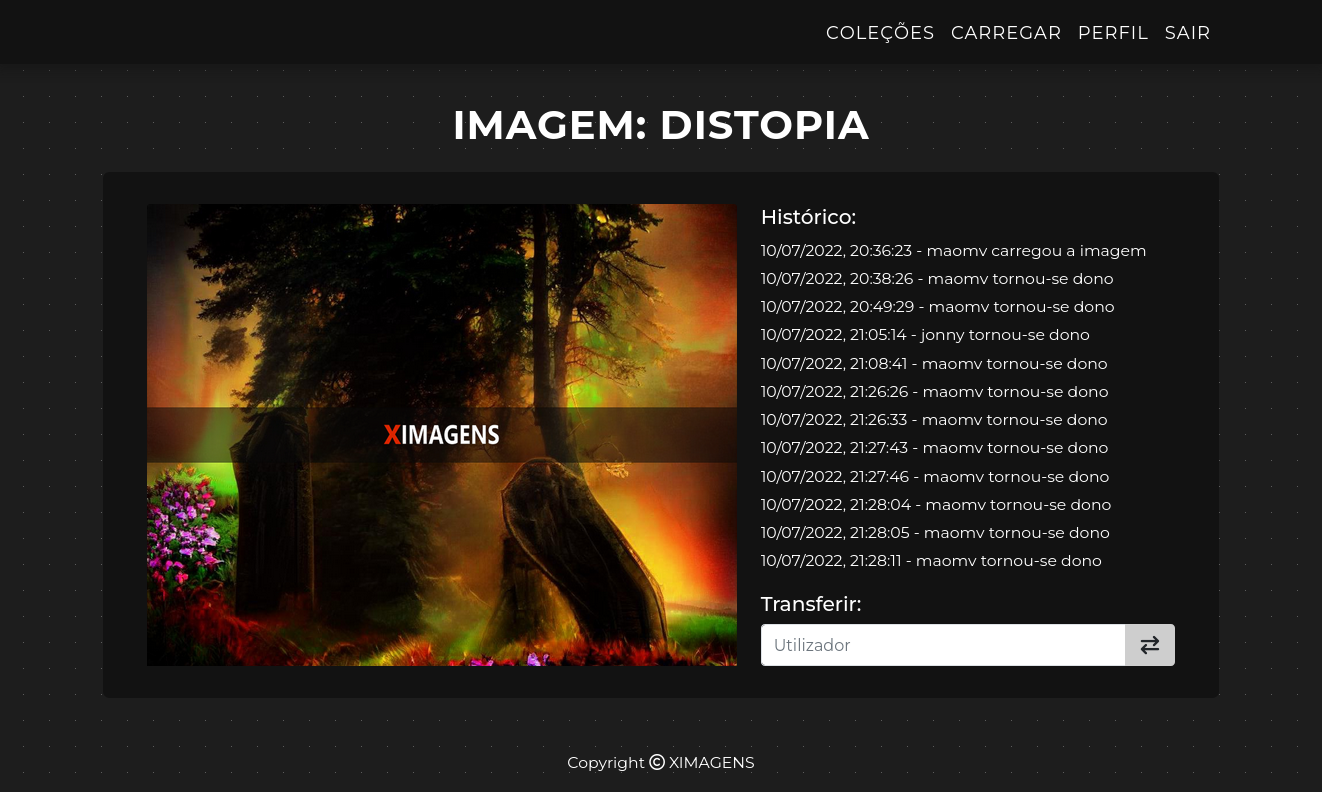 COLEÇÕES CARREGAR PERFIL SAIR
IMAGEM: DISTOPIA
XIMAGENS
Histórico:
10/07/2022, 20:36:23 - maomv carregou a imagem
10/07/2022, 20:38:26 - maomv tornou-se dono
10/07/2022, 20:49:29 - maomv tornou-se dono
10/07/2022, 21:05:14 - jonny tornou-se dono
10/07/2022, 21:08:41 - maomv tornou-se dono
10/07/2022, 21:26:26 - maomv tornou-se dono
10/07/2022, 21:26:33 - maomv tornou-se dono
10/07/2022, 21:27:43 - maomv tornou-se dono
10/07/2022, 21:27:46 - maomv tornou-se dono
10/07/2022, 21:28:04 - maomv tornou-se dono
10/07/2022, 21:28:05 - maomv tornou-se dono
10/07/2022, 21:28:11 - maomv tornou-se dono
Transferir:
Utilizador
Copyright © XIMAGENS